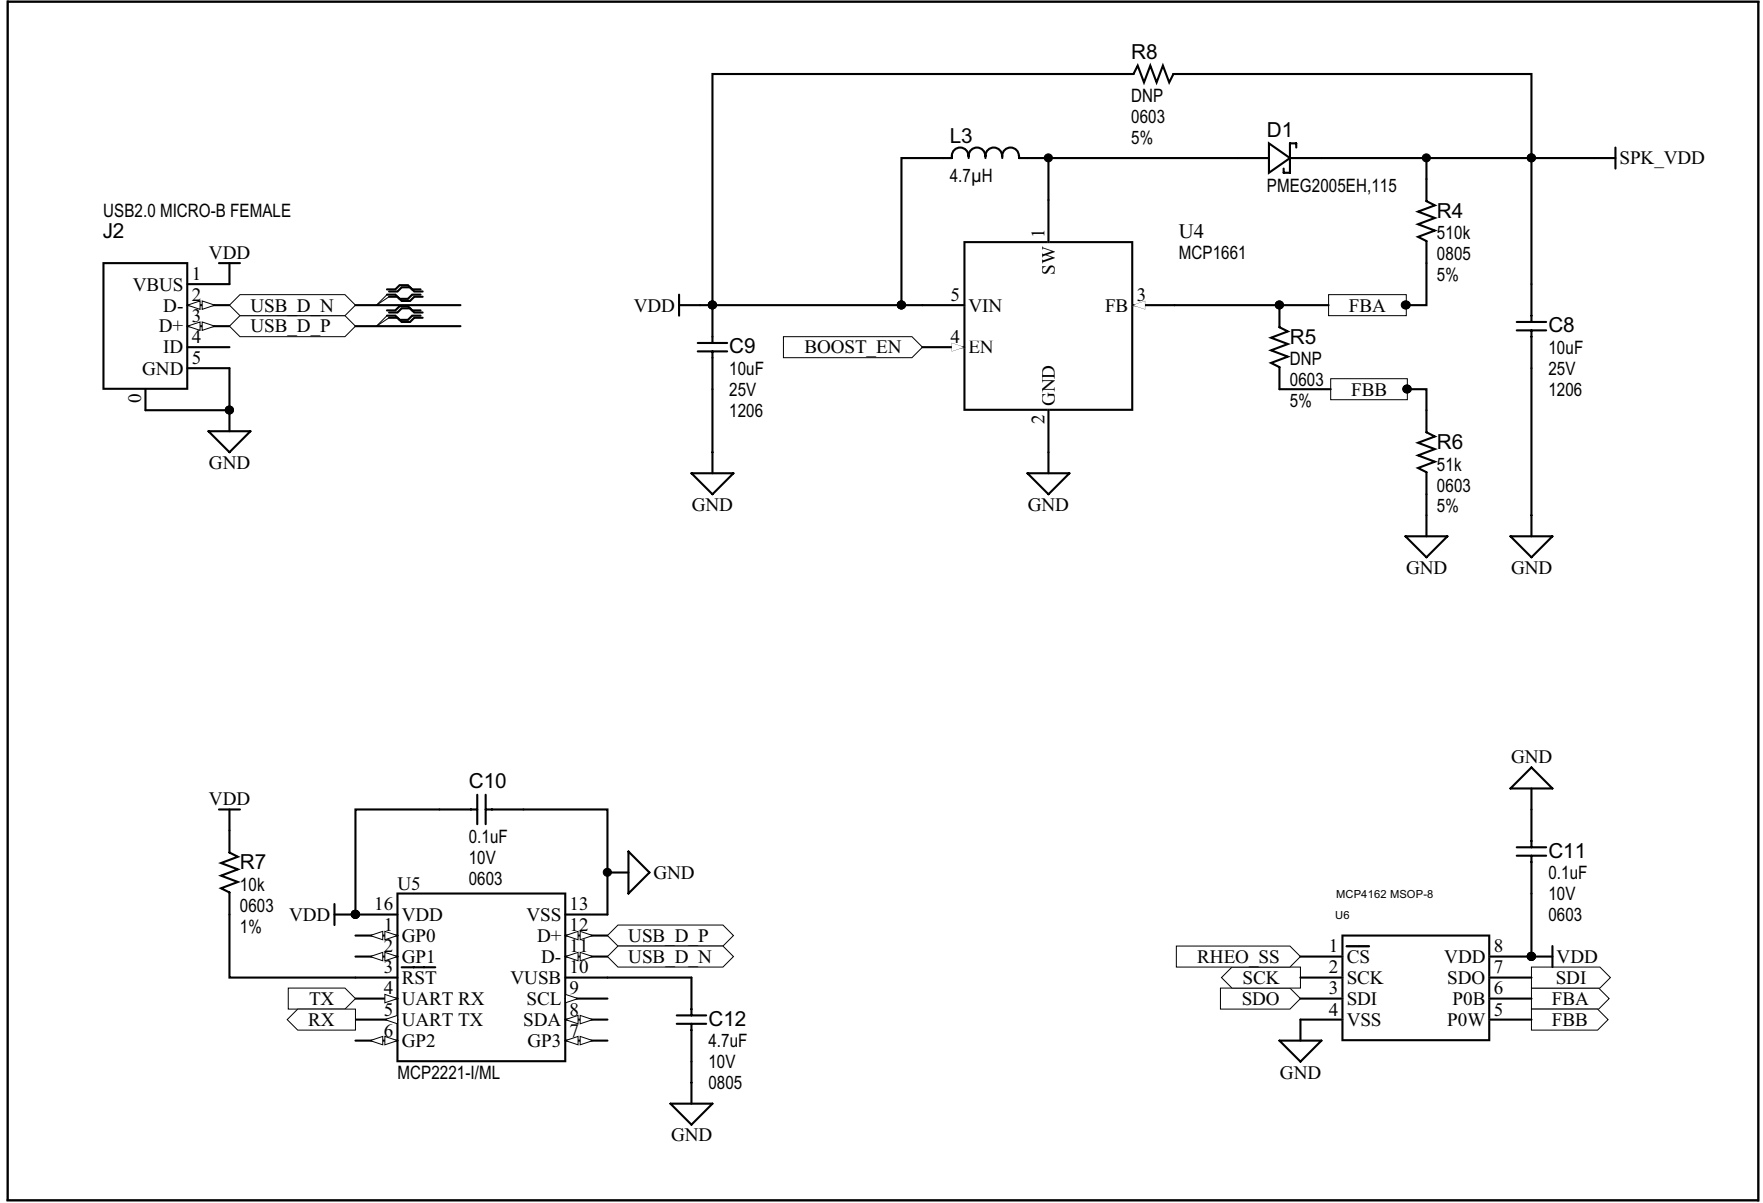 R8
DNP
0603
5%
L3
4.7µH
D1
PMEG2005EH,115
SPK_VDD
USB2.0 MICRO-B FEMALE
J2
VDD
VBUS 1
D- 2 USB_D_N
D+ 3 USB_D_P
ID 4
GND 5
0
GND
U4
MCP1661
1
SW
VDD
5 VIN
FB 3
BOOST_EN
4 EN
GND
2
GND
C9
10uF
25V
1206
GND
R4
510k
0805
5%
FBA
R5
DNP
0603
5%
FBB
R6
51k
0603
5%
GND
C8
10uF
25V
1206
GND
C10
0.1uF
10V
0603
GND
VDD
R7
10k
0603
1%
U5
VDD
16 VDD
1 GP0
2 GP1
3 RST
TX 4 UART RX
RX 5 UART TX
6 GP2
VSS 13
D+ 12 USB_D_P
D- 11 USB_D_N
VUSB 10
SCL 9
SDA 8
GP3 7
MCP2221-I/ML
C12
4.7uF
10V
0805
GND
GND
C11
0.1uF
10V
0603
MCP4162 MSOP-8
U6
RHEO_SS 1 CS
SCK 2 SCK
SDO 3 SDI
4 VSS
VDD 8 VDD
SDO 7 SDI
P0B 6 FBA
P0W 5 FBB
GND